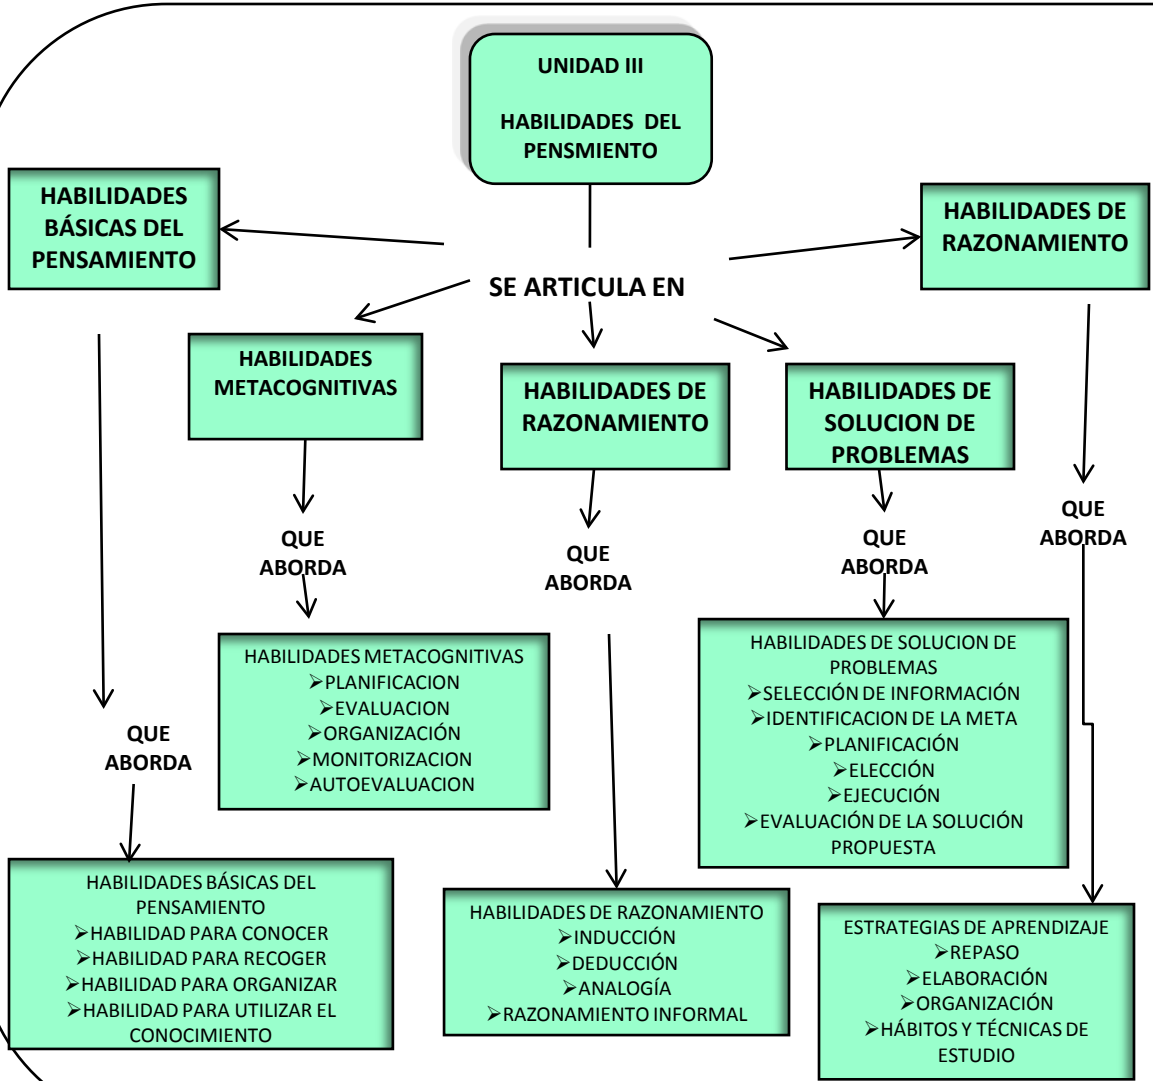 UNIDAD III
HABILIDADES DEL
PENSMIENTO
HABILIDADES
BÁSICAS DEL
PENSAMIENTO
HABILIDADES DE
RAZONAMIENTO
SE ARTICULA EN
HABILIDADES
METACOGNITIVAS
HABILIDADES DE
RAZONAMIENTO
HABILIDADES DE
SOLUCION DE
PROBLEMAS
QUE
ABORDA
QUE
ABORDA
QUE
ABORDA
QUE
ABORDA
HABILIDADES METACOGNITIVAS
➢PLANIFICACION
➢EVALUACION
➢ORGANIZACIÓN
➢MONITORIZACION
➢AUTOEVALUACION
HABILIDADES DE SOLUCION DE
PROBLEMAS
➢SELECCIÓN DE INFORMACIÓN
➢IDENTIFICACION DE LA META
➢PLANIFICACIÓN
➢ELECCIÓN
➢EJECUCIÓN
➢EVALUACIÓN DE LA SOLUCIÓN
PROPUESTA
QUE
ABORDA
HABILIDADES BÁSICAS DEL
PENSAMIENTO
➢HABILIDAD PARA CONOCER
➢HABILIDAD PARA RECOGER
➢HABILIDAD PARA ORGANIZAR
➢HABILIDAD PARA UTILIZAR EL
CONOCIMIENTO
HABILIDADES DE RAZONAMIENTO
➢INDUCCIÓN
➢DEDUCCIÓN
➢ANALOGÍA
➢RAZONAMIENTO INFORMAL
ESTRATEGIAS DE APRENDIZAJE
➢REPASO
➢ELABORACIÓN
➢ORGANIZACIÓN
➢HÁBITOS Y TÉCNICAS DE
ESTUDIO